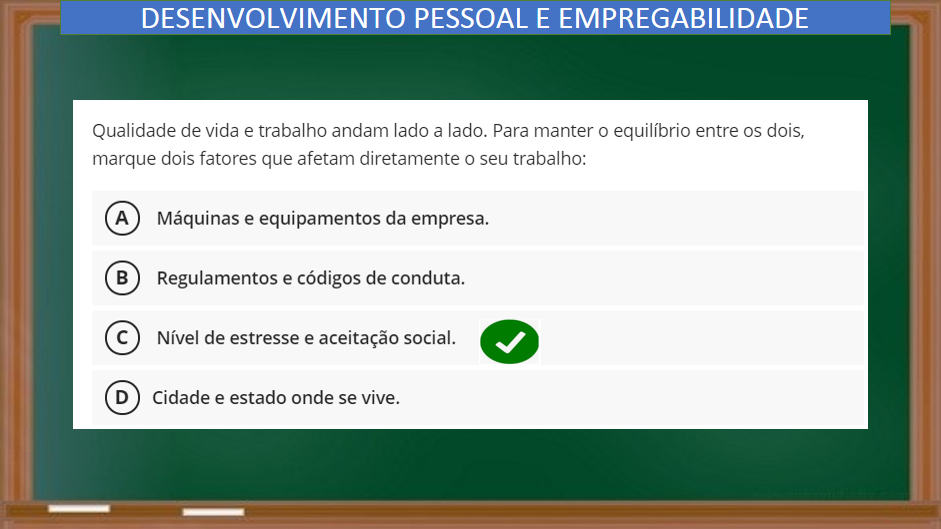 DESENVOLVIMENTO PESSOAL E EMPREGABILIDADE
Qualidade de vida e trabalho andam lado a lado. Para manter o equilíbrio entre os dois,
marque dois fatores que afetam diretamente o seu trabalho:
A Máquinas e equipamentos da empresa.
B Regulamentos e códigos de conduta.
C Nível de estresse e aceitação social.
D Cidade e estado onde se vive.